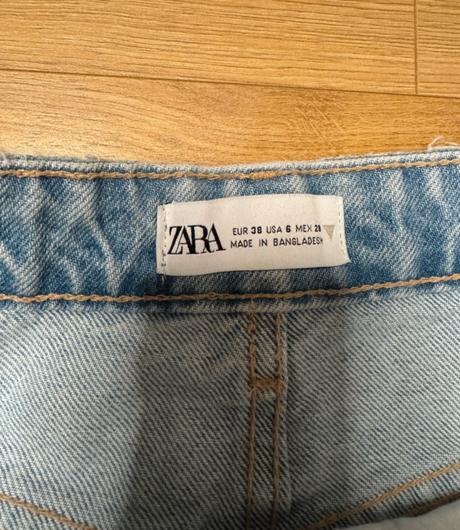 ZARA
EUR 38 USA 6 MEX 28
MADE IN BANGLADESH